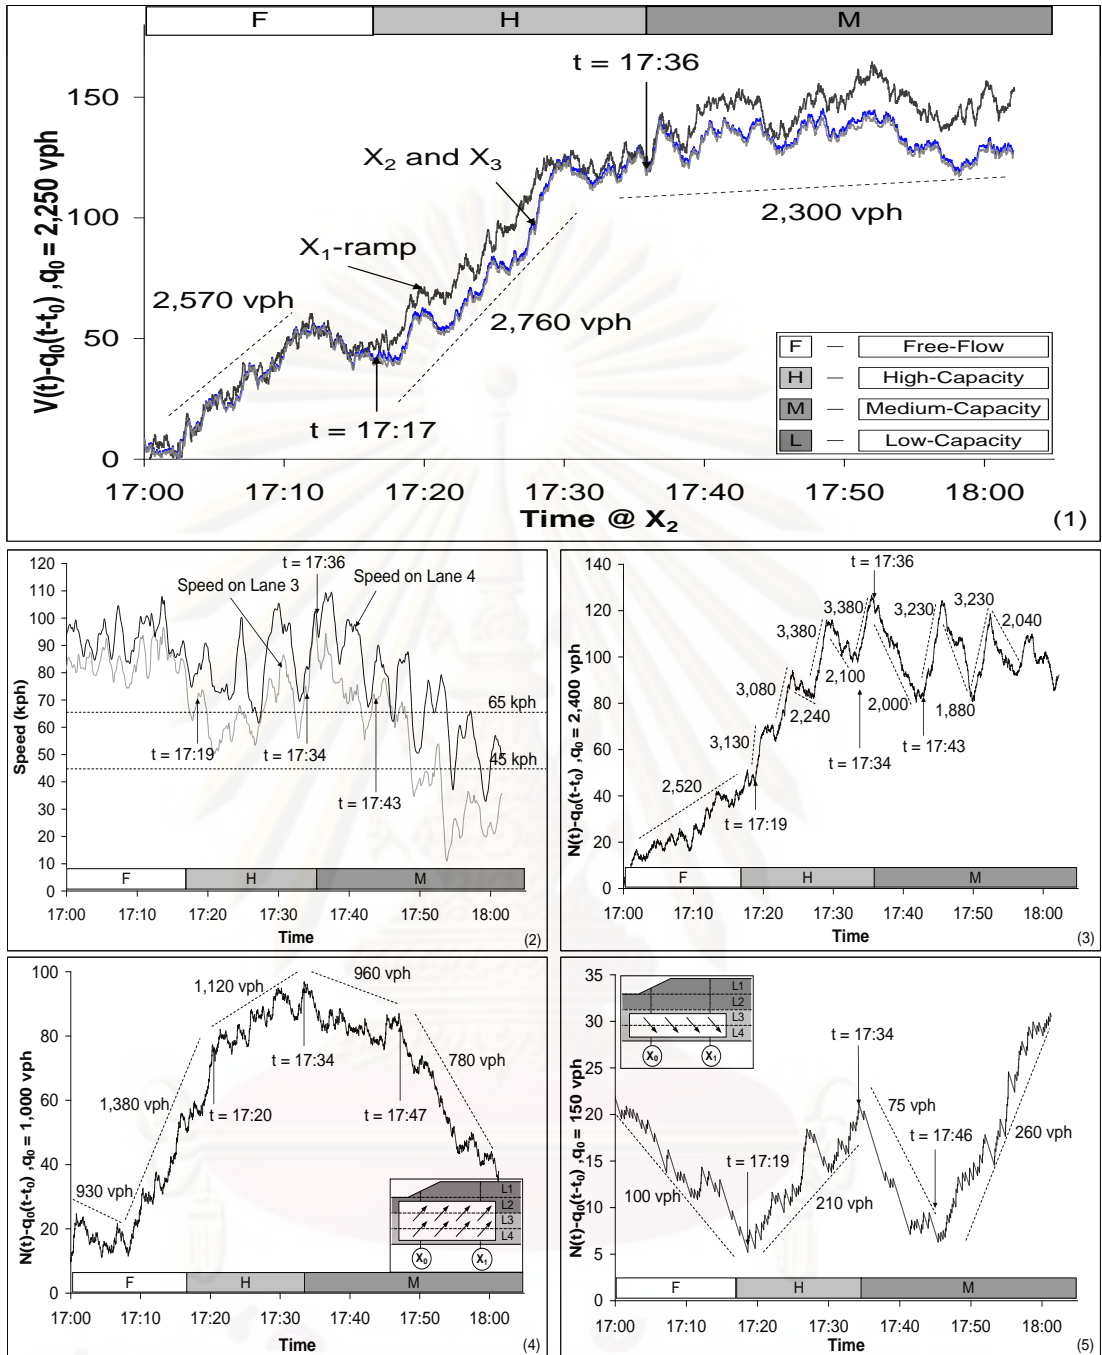 F H M
t = 17:36
150
X2 and X3
100
2,300 vph
X1-ramp
2,570 vph
2,760 vph
50
t = 17:17
0
V(t)-q0(t-t0) ,q0 = 2,250 vph
F — Free-Flow
H — High-Capacity
M — Medium-Capacity
L — Low-Capacity
17:00 17:10 17:20 17:30 17:40 17:50 18:00
Time @ X2
(1)
120
110
100
90
80
70
60
50
40
30
20
10
0
Speed (kph)
t = 17:36
Speed on Lane 3
Speed on Lane 4
65 kph
t = 17:19
t = 17:34
45 kph
t = 17:43
F H M
17:00 17:10 17:20 17:30 17:40 17:50 18:00
Time
(2)
140
120
100
80
60
40
20
0
N(t)-q0(t-t0) ,q0 = 2,400 vph
t = 17:36
3,380
3,230
3,230
2,040
3,380
2,100
3,080
2,240
2,000
1,880
3,130
t = 17:43
t = 17:34
2,520
t = 17:19
F H M
17:00 17:10 17:20 17:30 17:40 17:50 18:00
Time
(3)
100
80
60
40
20
0
N(t)-q0(t-t0) ,q0 = 1,000 vph
960 vph
1,120 vph
t = 17:34
780 vph
1,380 vph
t = 17:20
t = 17:47
930 vph
L1
L2
L3
L4
X0 X1
F H M
17:00 17:10 17:20 17:30 17:40 17:50 18:00
Time
(4)
35
30
25
20
15
10
5
0
N(t)-q0(t-t0) ,q0 = 150 vph
L1
L2
L3
L4
X0 X1
t = 17:34
75 vph
t = 17:46
t = 17:19
260 vph
100 vph
210 vph
F H M
17:00 17:10 17:20 17:30 17:40 17:50 18:00
Time
(5)